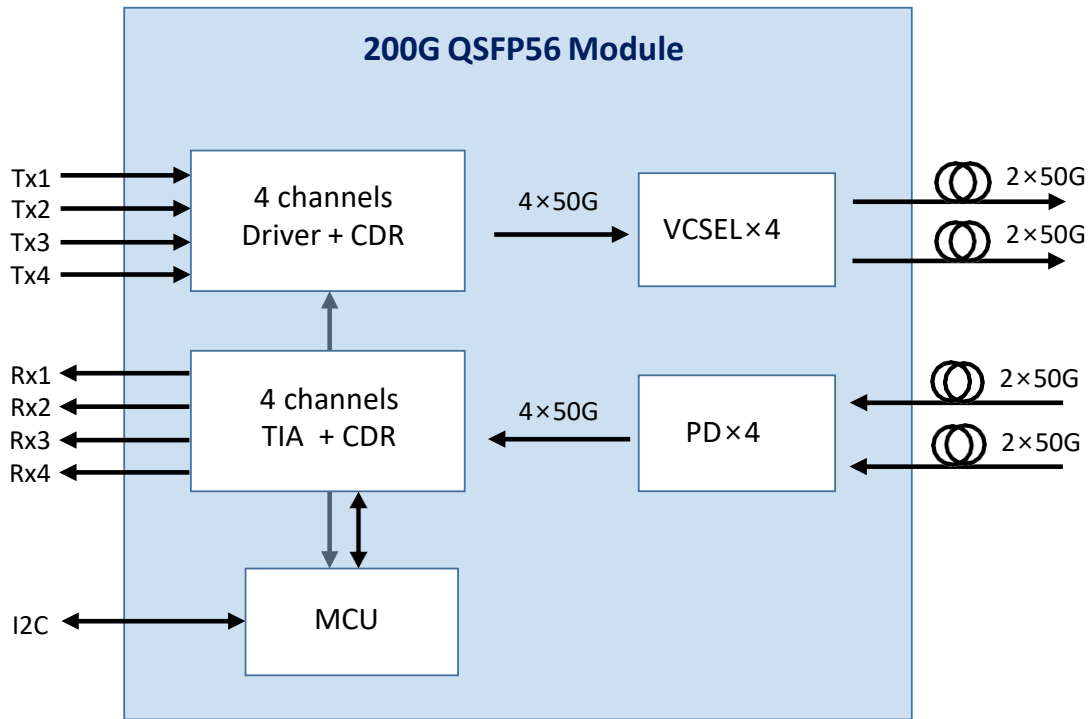 200G QSFP56 Module
Tx1
Tx2
Tx3
Tx4
4 channels
Driver + CDR
4×50G
VCSEL×4
2×50G
2×50G
Rx1
Rx2
Rx3
Rx4
4 channels
TIA + CDR
4×50G
PD×4
2×50G
2×50G
I2C
MCU